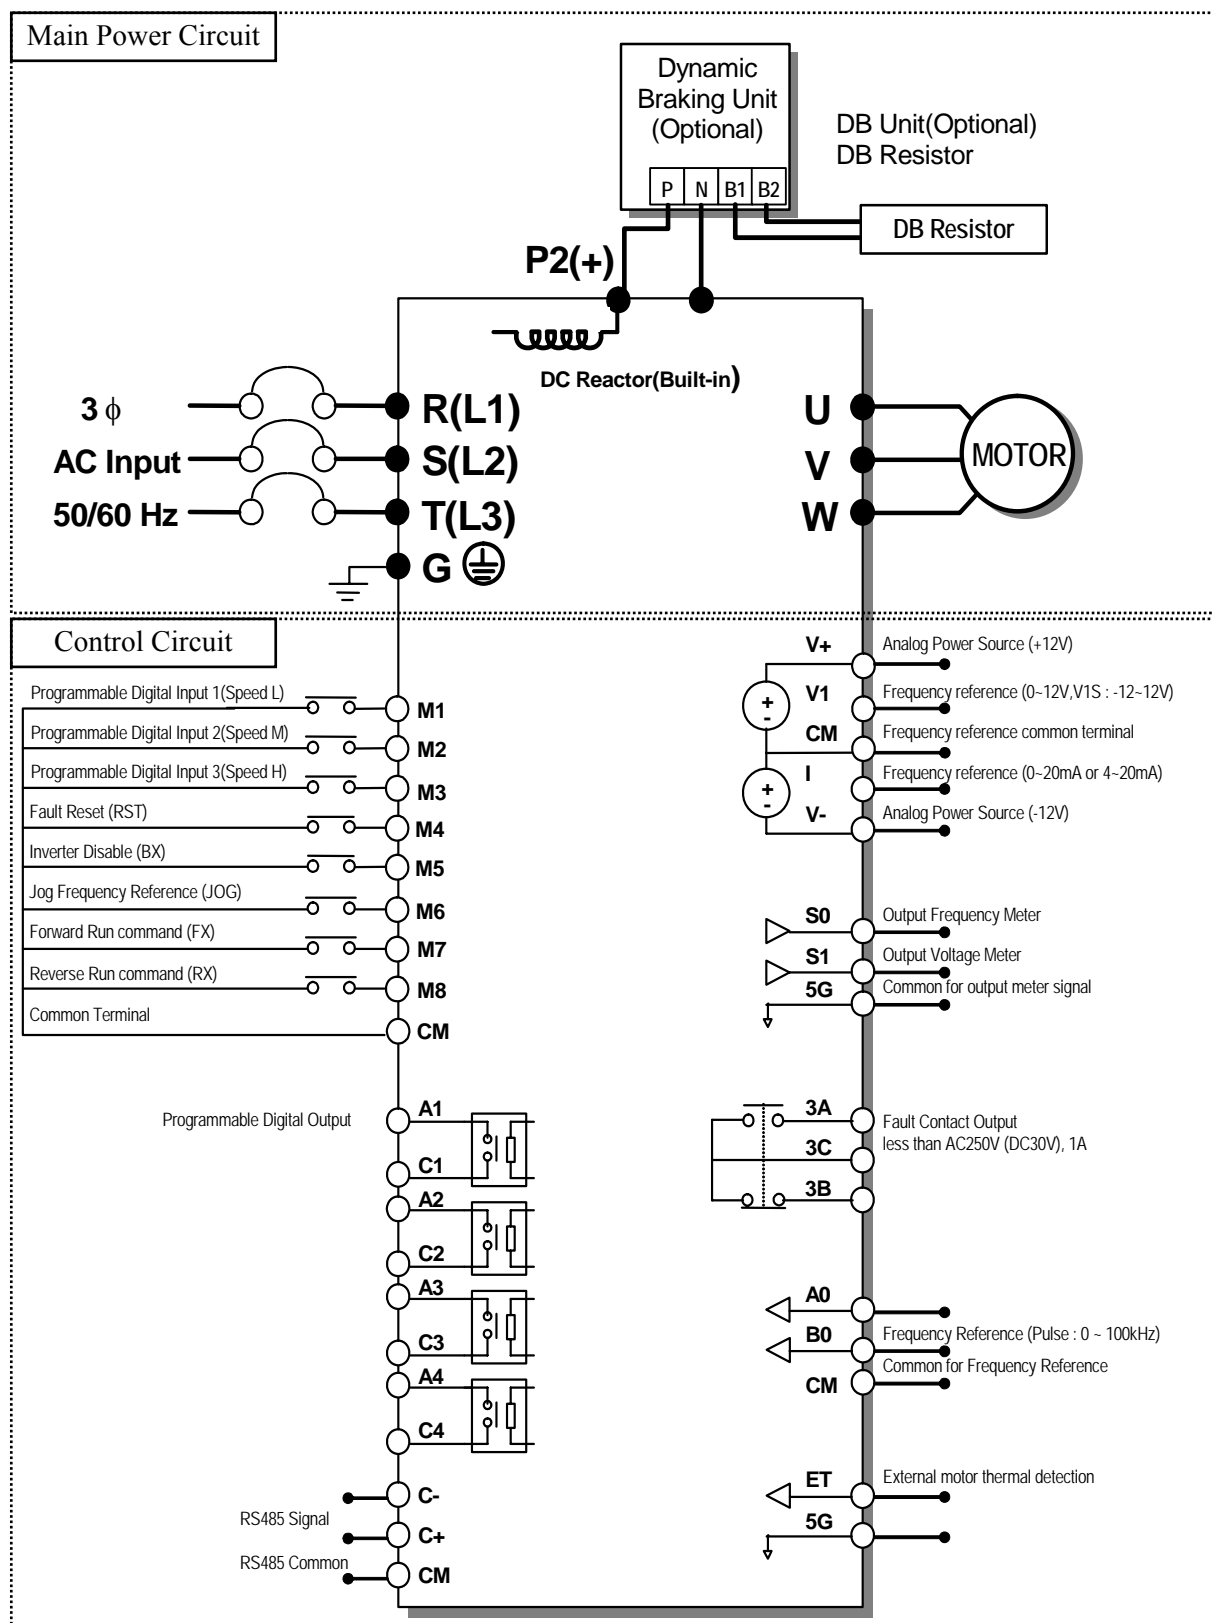 Main Power Circuit
Dynamic
Braking Unit
(Optional)
DB Unit(Optional)
DB Resistor
P N B1 B2
DB Resistor
P2(+)
DC Reactor(Built-in)
3 ϕ
R(L1)
U
AC Input
S(L2)
V
MOTOR
50/60 Hz
T(L3)
W
G
Control Circuit
Programmable Digital Input 1(Speed L)
M1
Programmable Digital Input 2(Speed M)
M2
Programmable Digital Input 3(Speed H)
M3
Fault Reset (RST)
M4
Inverter Disable (BX)
M5
Jog Frequency Reference (JOG)
M6
Forward Run command (FX)
M7
Reverse Run command (RX)
M8
Common Terminal
CM
V+
Analog Power Source (+12V)
+
-
V1
Frequency reference (0~12V,V1S : -12~12V)
CM
Frequency reference common terminal
+
-
I
Frequency reference (0~20mA or 4~20mA)
V-
Analog Power Source (-12V)
S0
Output Frequency Meter
S1
Output Voltage Meter
5G
Common for output meter signal
Programmable Digital Output
A1
C1
A2
C2
A3
C3
A4
C4
3A
Fault Contact Output
less than AC250V (DC30V), 1A
3C
3B
A0
B0
Frequency Reference (Pulse : 0 ~ 100kHz)
Common for Frequency Reference
CM
C-
RS485 Signal
C+
RS485 Common
CM
ET
External motor thermal detection
5G